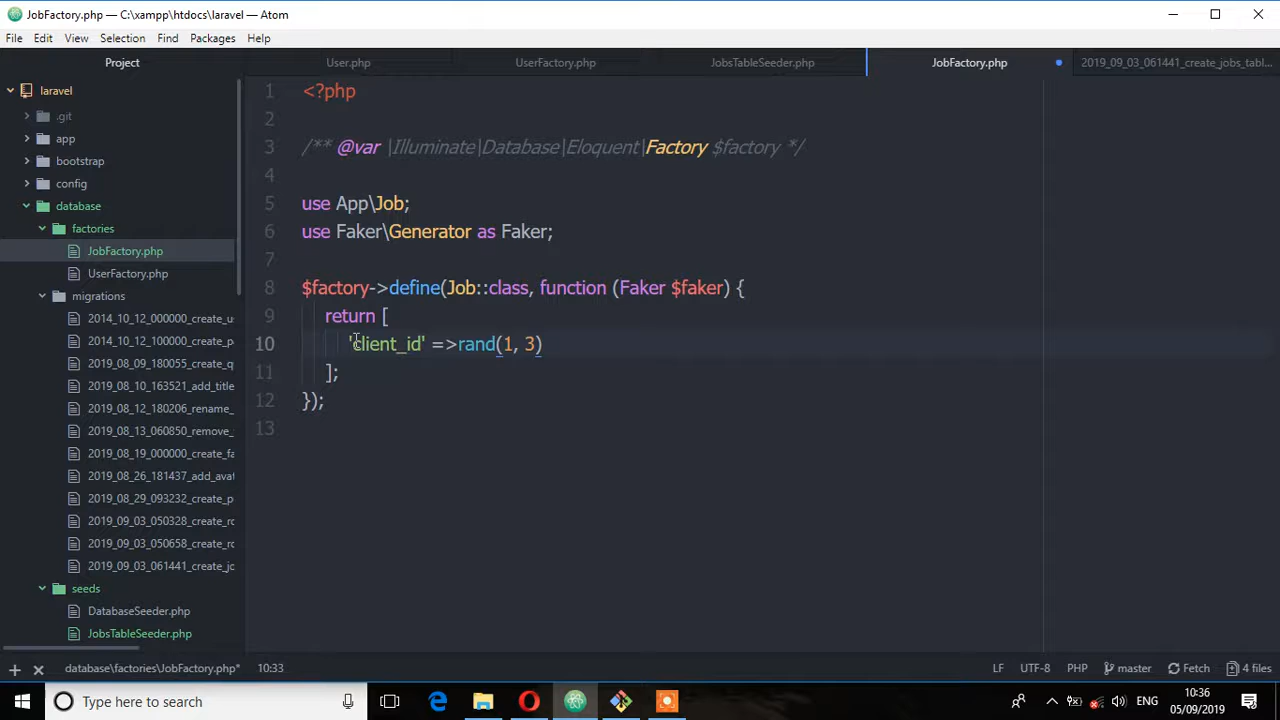 JobFactory.php — C:\xampp\htdocs\laravel — Atom
File Edit View Selection Find Packages Help
Project User.php UserFactory.php JobsTableSeeder.php JobFactory.php 2019_09_03_061441_create_jobs_tabl...
laravel
.git
app
bootstrap
config
database
factories
JobFactory.php
UserFactory.php
migrations
2014_10_12_000000_create_u
2014_10_12_100000_create_p
2019_08_09_180055_create_q
2019_08_10_163521_add_title
2019_08_12_180206_rename_
2019_08_13_060850_remove_
2019_08_19_000000_create_fa
2019_08_26_181437_add_ava
2019_08_29_093232_create_p
2019_09_03_050328_create_ro
2019_09_03_050658_create_ro
2019_09_03_061441_create_jo
seeds
DatabaseSeeder.php
JobsTableSeeder.php
1 <?php
2
3 /** @var \Illuminate\Database\Eloquent\Factory $factory */
4
5 use App\Job;
6 use Faker\Generator as Faker;
7
8 $factory->define(Job::class, function (Faker $faker) {
9 return [
10 'client_id' =>rand(1, 3)
11 ];
12 });
13
database\factories\JobFactory.php* 10:33 LF UTF-8 PHP master Fetch 4 files
Type here to search ENG 10:36
05/09/2019